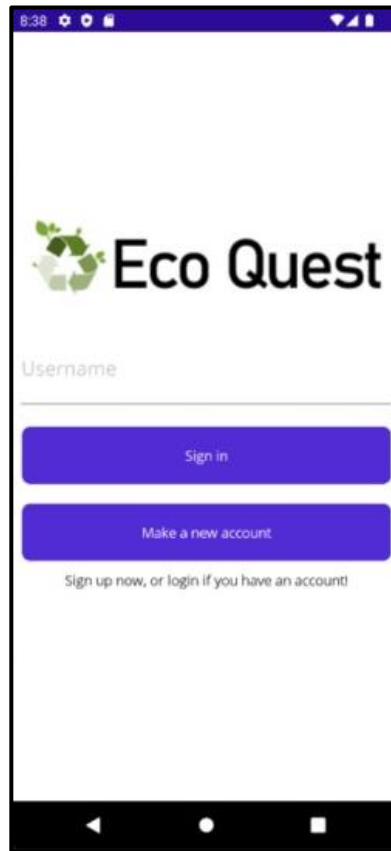 8:38
Eco Quest
Username
Sign in
Make a new account
Sign up now, or login if you have an account!